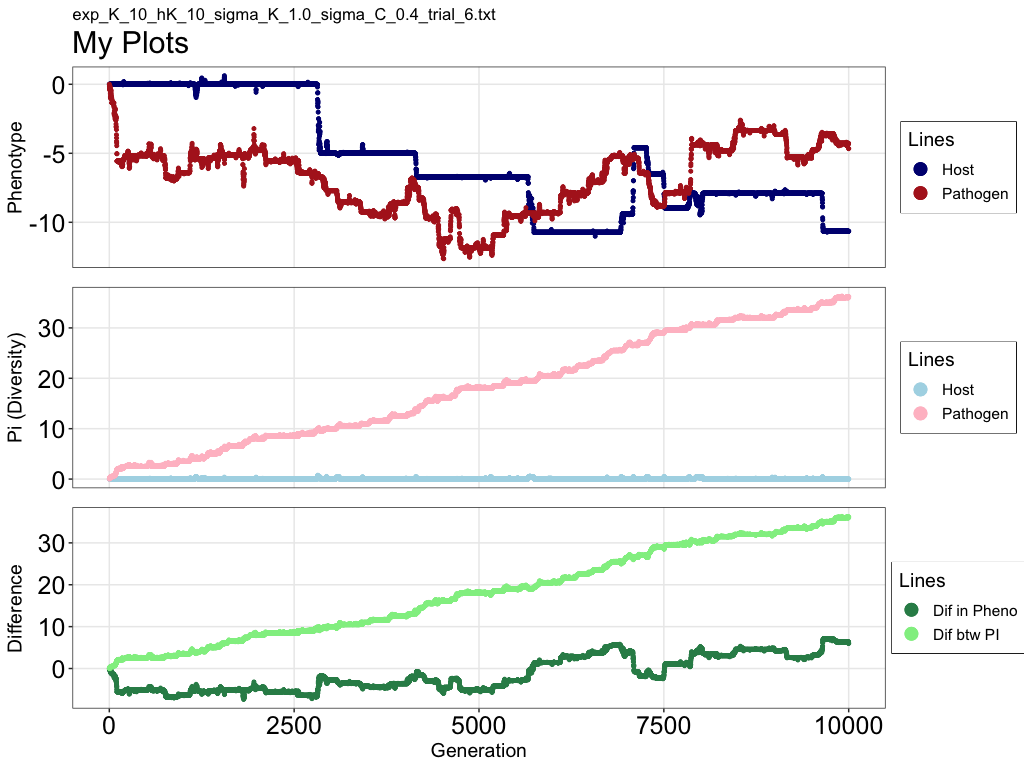 exp_K_10_hK_10_sigma_K_1.0_sigma_C_0.4_trial_6.txt
My Plots
Phenotype
0
-5
-10
Lines
Host
Pathogen
Pi (Diversity)
30
20
10
0
Lines
Host
Pathogen
Difference
30
20
10
0
Lines
Dif in Pheno
Dif btw PI
0 2500 5000 7500 10000
Generation